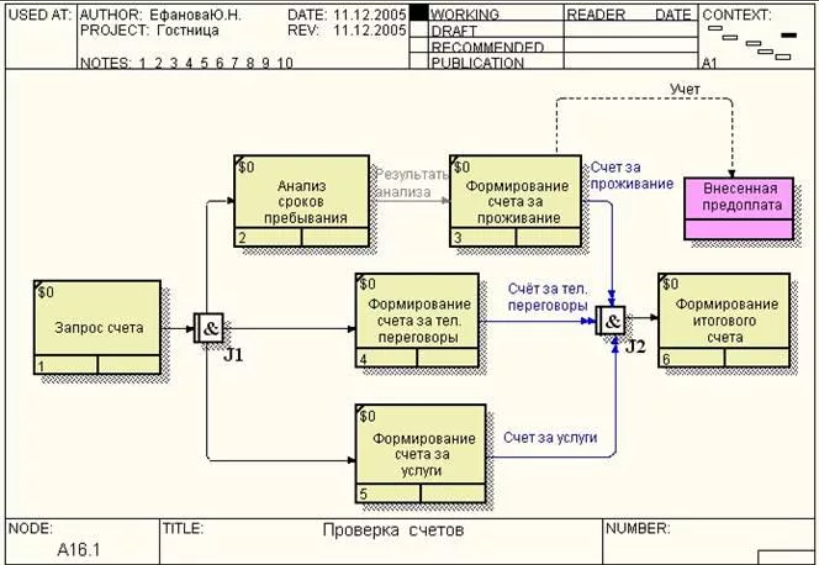 USED AT:
AUTHOR: ЕфановаЮ.Н.
DATE: 11.12.2005
PROJECT: Гостница
REV: 11.12.2005
NOTES: 1 2 3 4 5 6 7 8 9 10
WORKING
DRAFT
RECOMMENDED
PUBLICATION
READER
DATE
CONTEXT:
A1
Учет
$0
Анализ
сроков
пребывания
2
Результаты
анализа
$0
Формирование
счета за
проживание
3
Счет за
проживание
Внесенная
предоплата
$0
Запрос счета
1
&
J1
$0
Формирование
счета за тел.
переговоры
4
Счёт за тел.
переговоры
&
J2
$0
Формирование
итогового
счета
6
$0
Формирование
счета за
услуги
5
Счет за услуги
NODE:
A16.1
TITLE:
Проверка счетов
NUMBER: